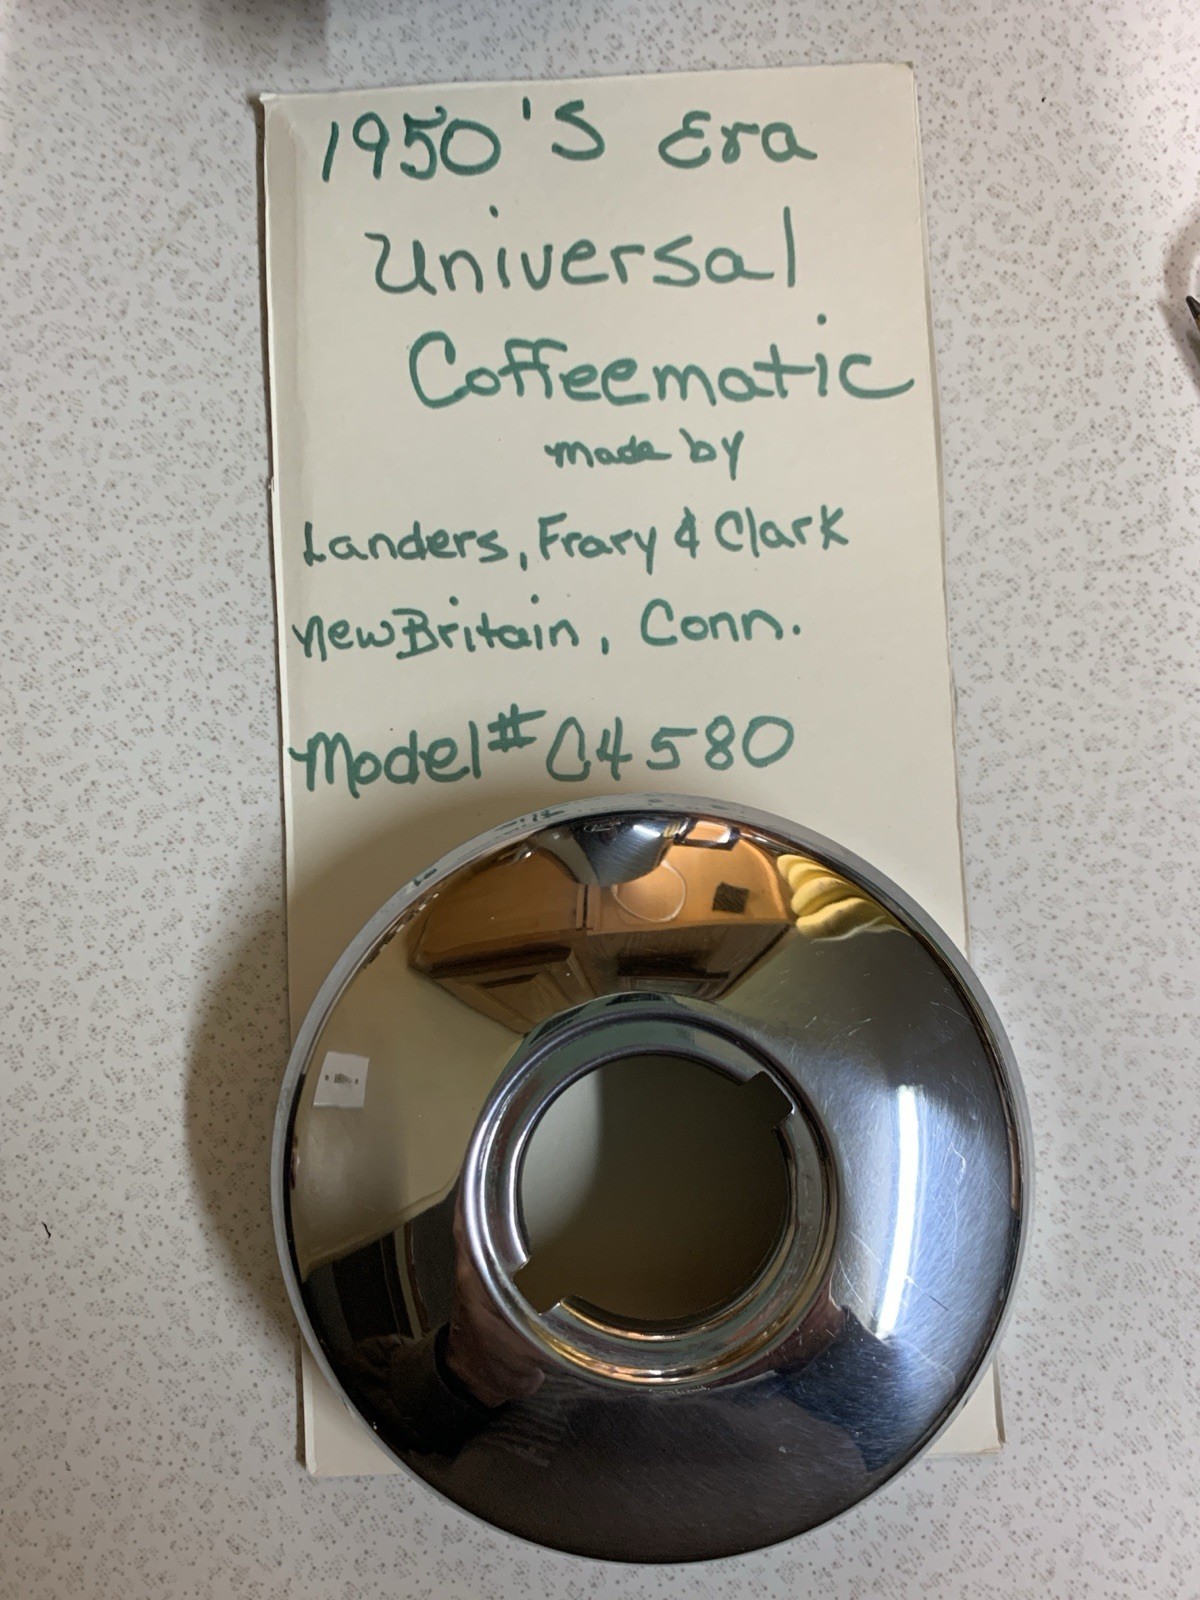 1950's Era
Universal
Coffeematic
made by
Landers, Frary & Clark
New Britain, Conn.
Model # C4580